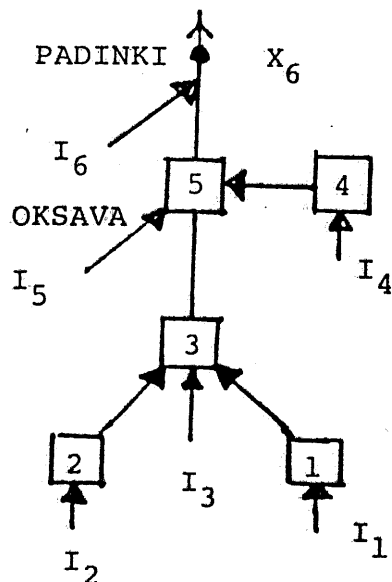 PADINKI X₆
I₆
5 4
OKSAVA
I₅ I₄
3
2 1
I₃
I₂ I₁